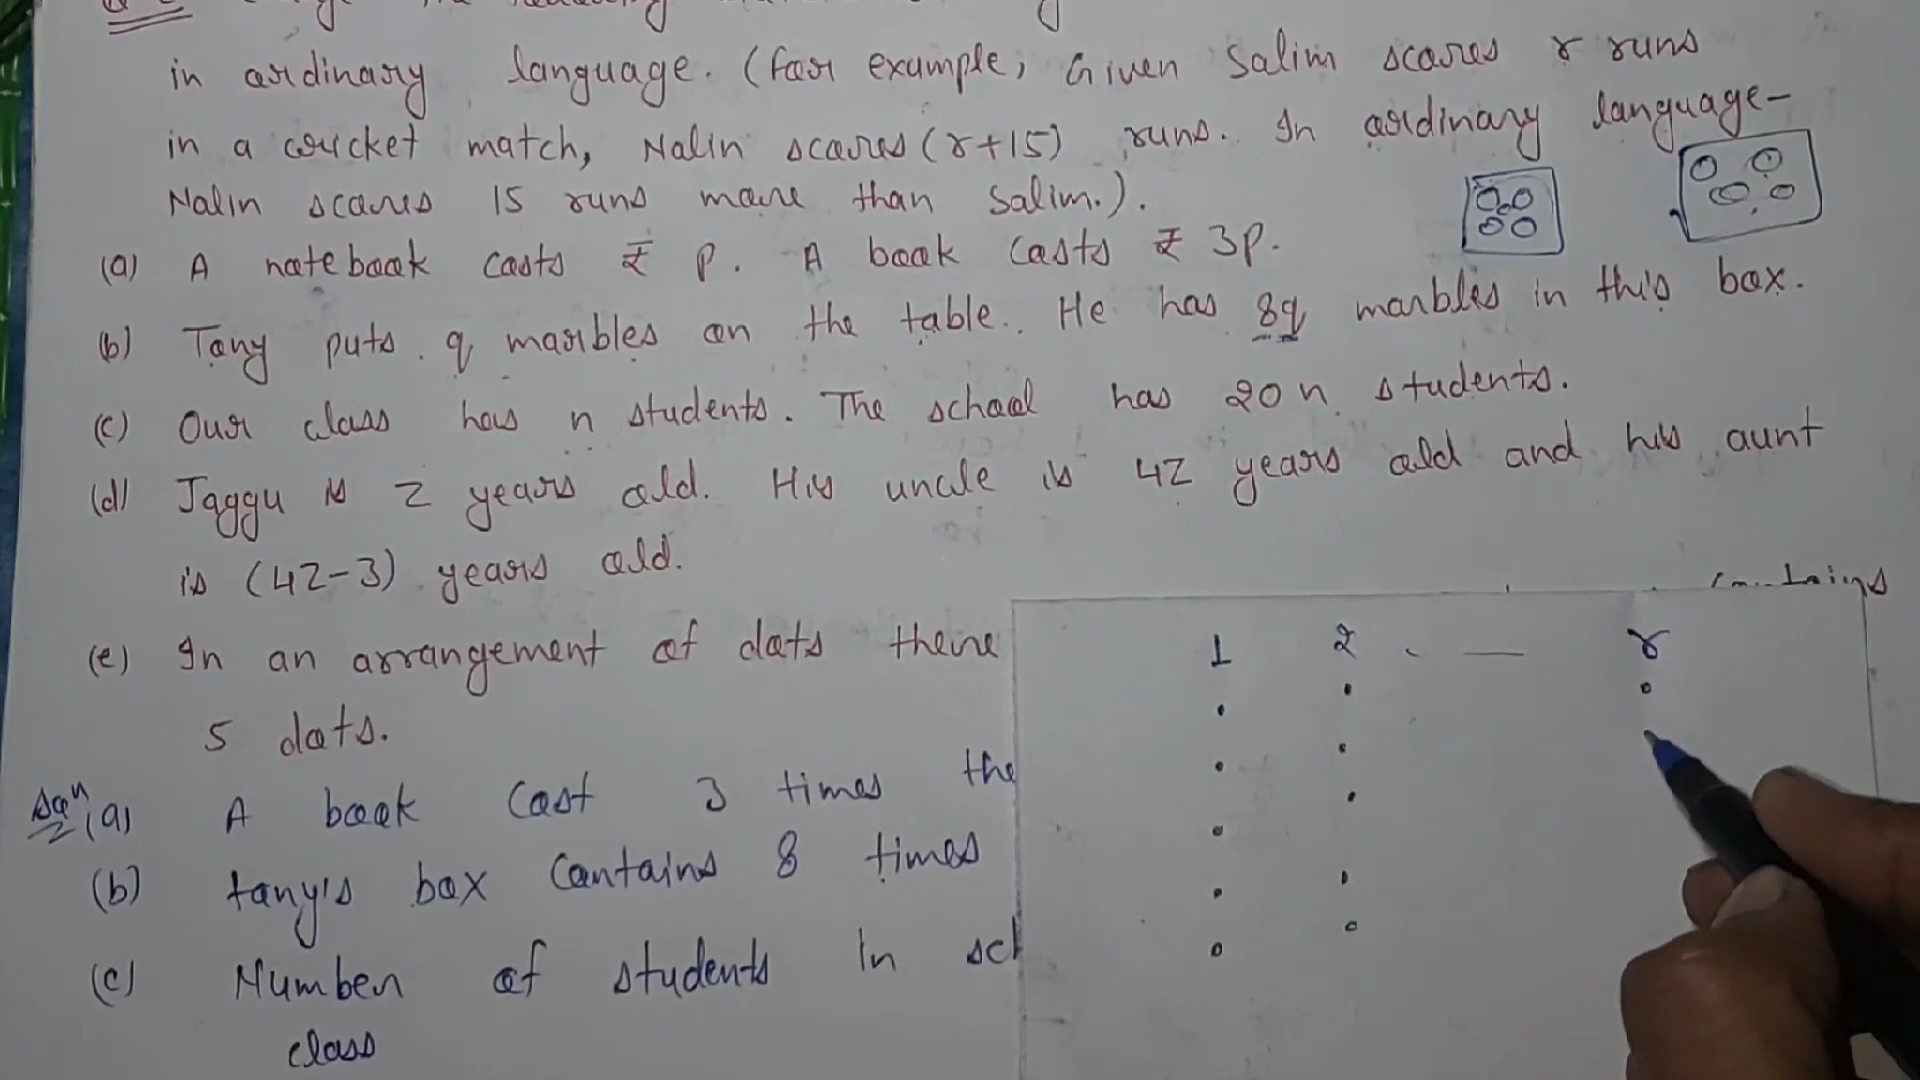 in ordinary language. (For example, Given Salim scores r runs
in a cricket match, Nalin scores (r+15) runs. In ordinary language-
Nalin scores 15 runs more than Salim.).
(a) A notebook costs ₹ p. A book costs ₹ 3p.
(b) Tony puts q marbles on the table. He has 8q marbles in this box.
(c) Our class has n students. The school has 20n students.
(d) Jaggu is z years old. His uncle is 4z years old and his aunt
is (4z-3) years old.
(e) In an arrangement of dots there
5 dots.
1 2 . — r
Solⁿ (a) A book cost 3 times the
(b) tony's box contains 8 times
(c) Number of students in
class